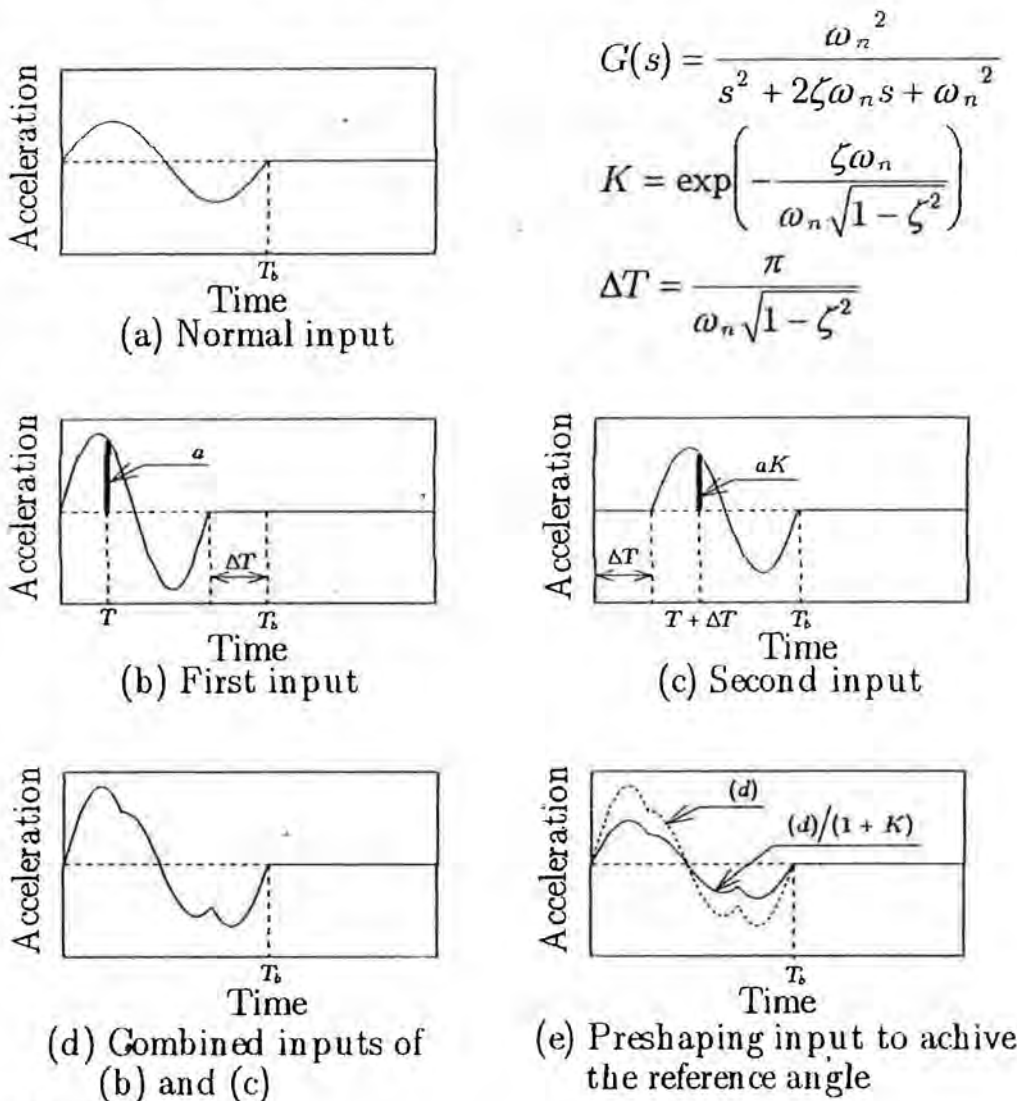 Acceleration
T_b
Time
(a) Normal input
G(s) = ω_n^2 / (s^2 + 2ζω_n s + ω_n^2)
K = exp(-ζω_n / (ω_n√(1 - ζ^2)))
ΔT = π / (ω_n√(1 - ζ^2))
Acceleration
a
ΔT
T
T_b
Time
(b) First input
Acceleration
aK
ΔT
T + ΔT
T_b
Time
(c) Second input
Acceleration
T_b
Time
(d) Combined inputs of
(b) and (c)
Acceleration
(d)
(d)/(1 + K)
T_b
Time
(e) Preshaping input to achive
the reference angle